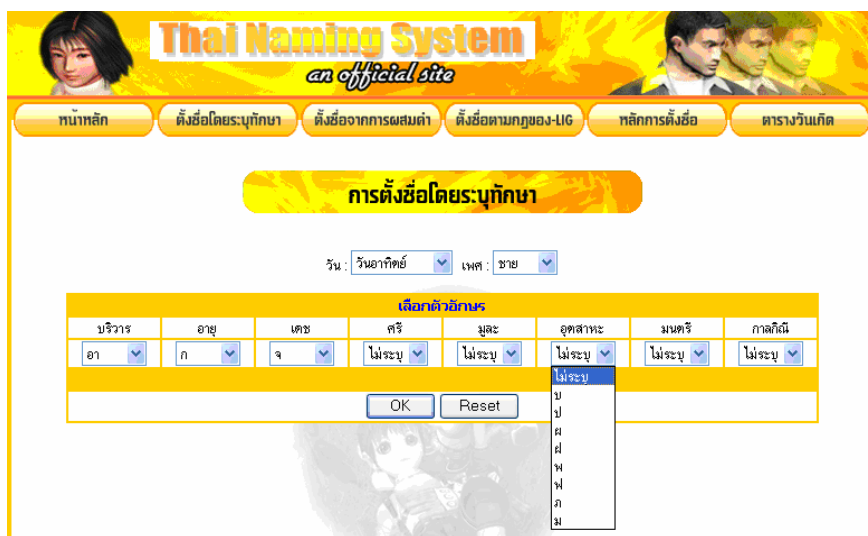 Thai Naming System
an official site
หน้าหลัก ตั้งชื่อโดยระบุทักษา ตั้งชื่อจากการผสมคำ ตั้งชื่อตามกฎของ-LIG หลักการตั้งชื่อ ตารางวันเกิด
การตั้งชื่อโดยระบุทักษา
วัน : วันอาทิตย์ เพศ : ชาย
เลือกตัวอักษร
บริวาร อายุ เดช ศรี มูละ อุตสาหะ มนตรี กาลกิณี
อา ก จ ไม่ระบุ ไม่ระบุ ไม่ระบุ ไม่ระบุ ไม่ระบุ
ไม่ระบุ
บ
ป
ผ
ฝ
พ
ฟ
ภ
ม
OK Reset